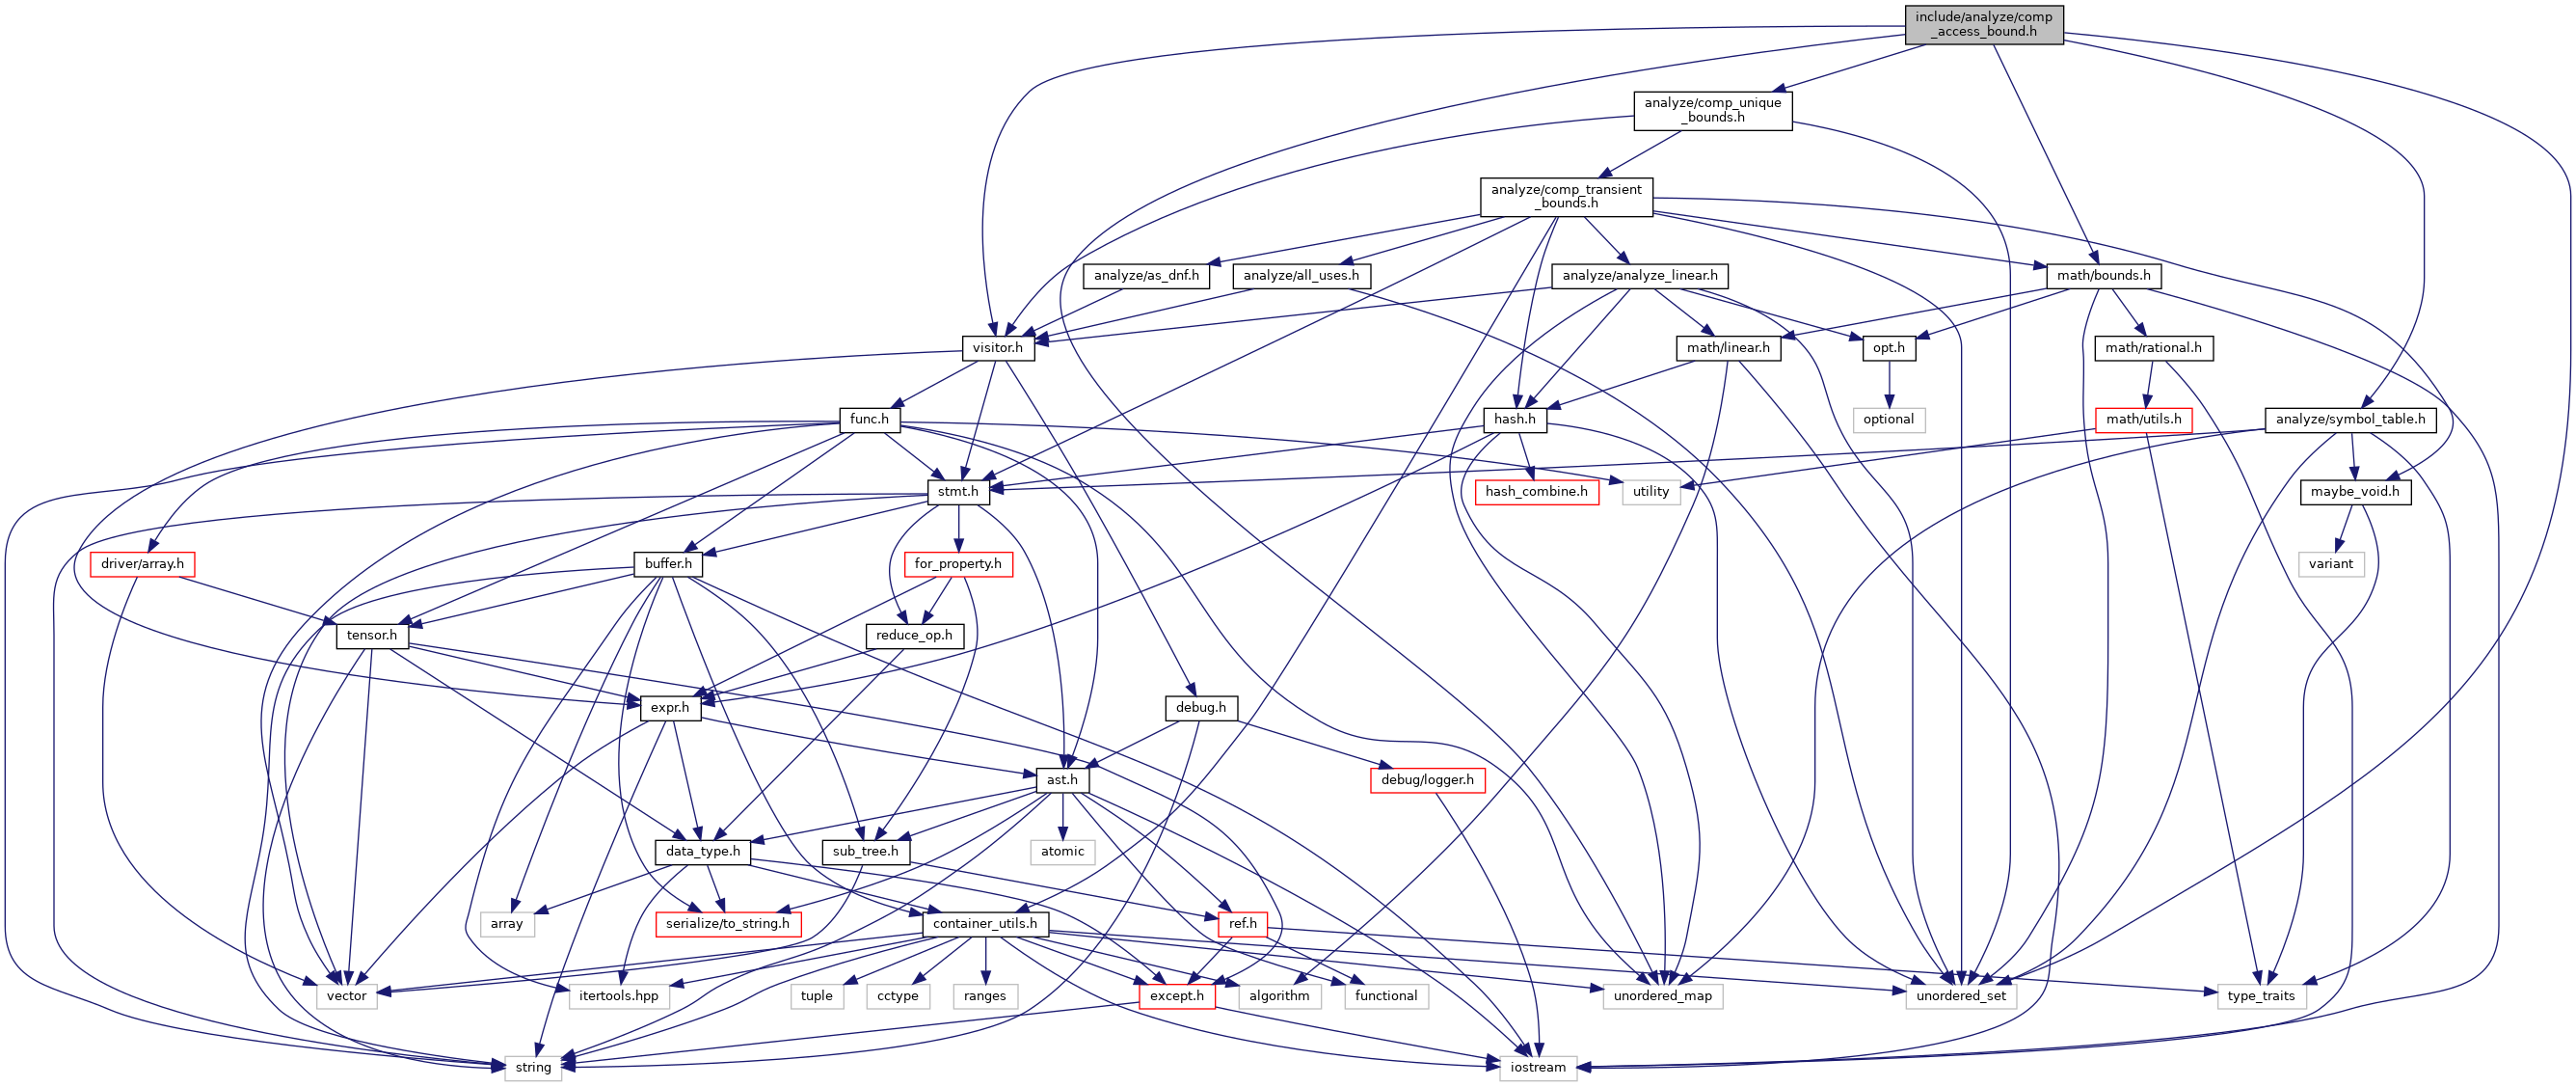 include/analyze/comp
_access_bound.h
analyze/comp_unique
_bounds.h
analyze/comp_transient
_bounds.h
analyze/as_dnf.h
analyze/all_uses.h
analyze/analyze_linear.h
math/bounds.h
visitor.h
math/linear.h
opt.h
math/rational.h
func.h
hash.h
optional
math/utils.h
analyze/symbol_table.h
stmt.h
hash_combine.h
utility
maybe_void.h
driver/array.h
buffer.h
for_property.h
variant
tensor.h
reduce_op.h
expr.h
debug.h
ast.h
debug/logger.h
data_type.h
sub_tree.h
atomic
array
serialize/to_string.h
container_utils.h
ref.h
vector
itertools.hpp
tuple
cctype
ranges
except.h
algorithm
functional
unordered_map
unordered_set
type_traits
string
iostream